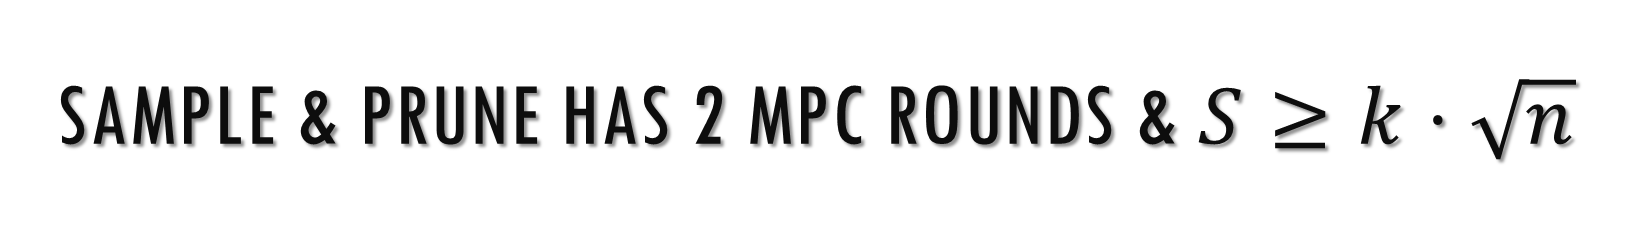 SAMPLE & PRUNE HAS 2 MPC ROUNDS & S ≥ k · √n